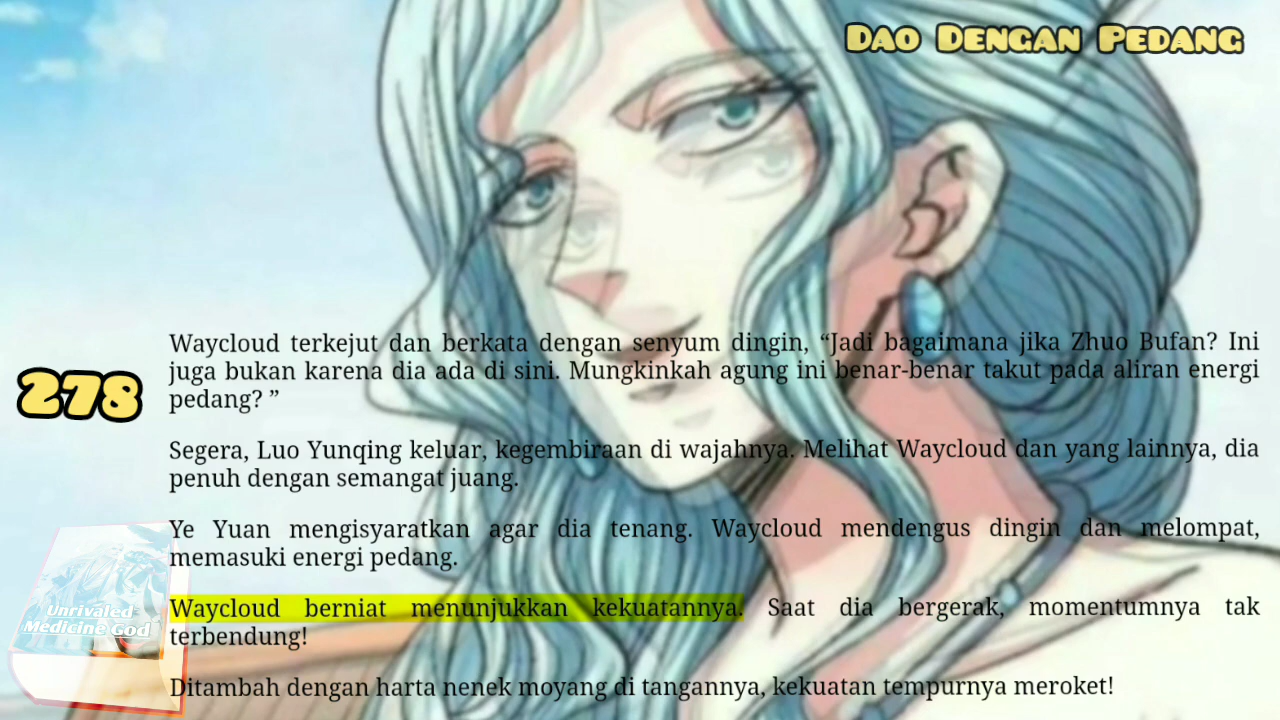 Dao Dengan Pedang
Waycloud terkejut dan berkata dengan senyum dingin, “Jadi bagaimana jika Zhuo Bufan? Ini
juga bukan karena dia ada di sini. Mungkinkah agung ini benar-benar takut pada aliran energi
pedang? ”
278
Segera, Luo Yunqing keluar, kegembiraan di wajahnya. Melihat Waycloud dan yang lainnya, dia
penuh dengan semangat juang.
Ye Yuan mengisyaratkan agar dia tenang. Waycloud mendengus dingin dan melompat,
memasuki energi pedang.
Waycloud berniat menunjukkan kekuatannya. Saat dia bergerak, momentumnya tak
terbendung!
Unrivaled
Medicine God
Ditambah dengan harta nenek moyang di tangannya, kekuatan tempurnya meroket!